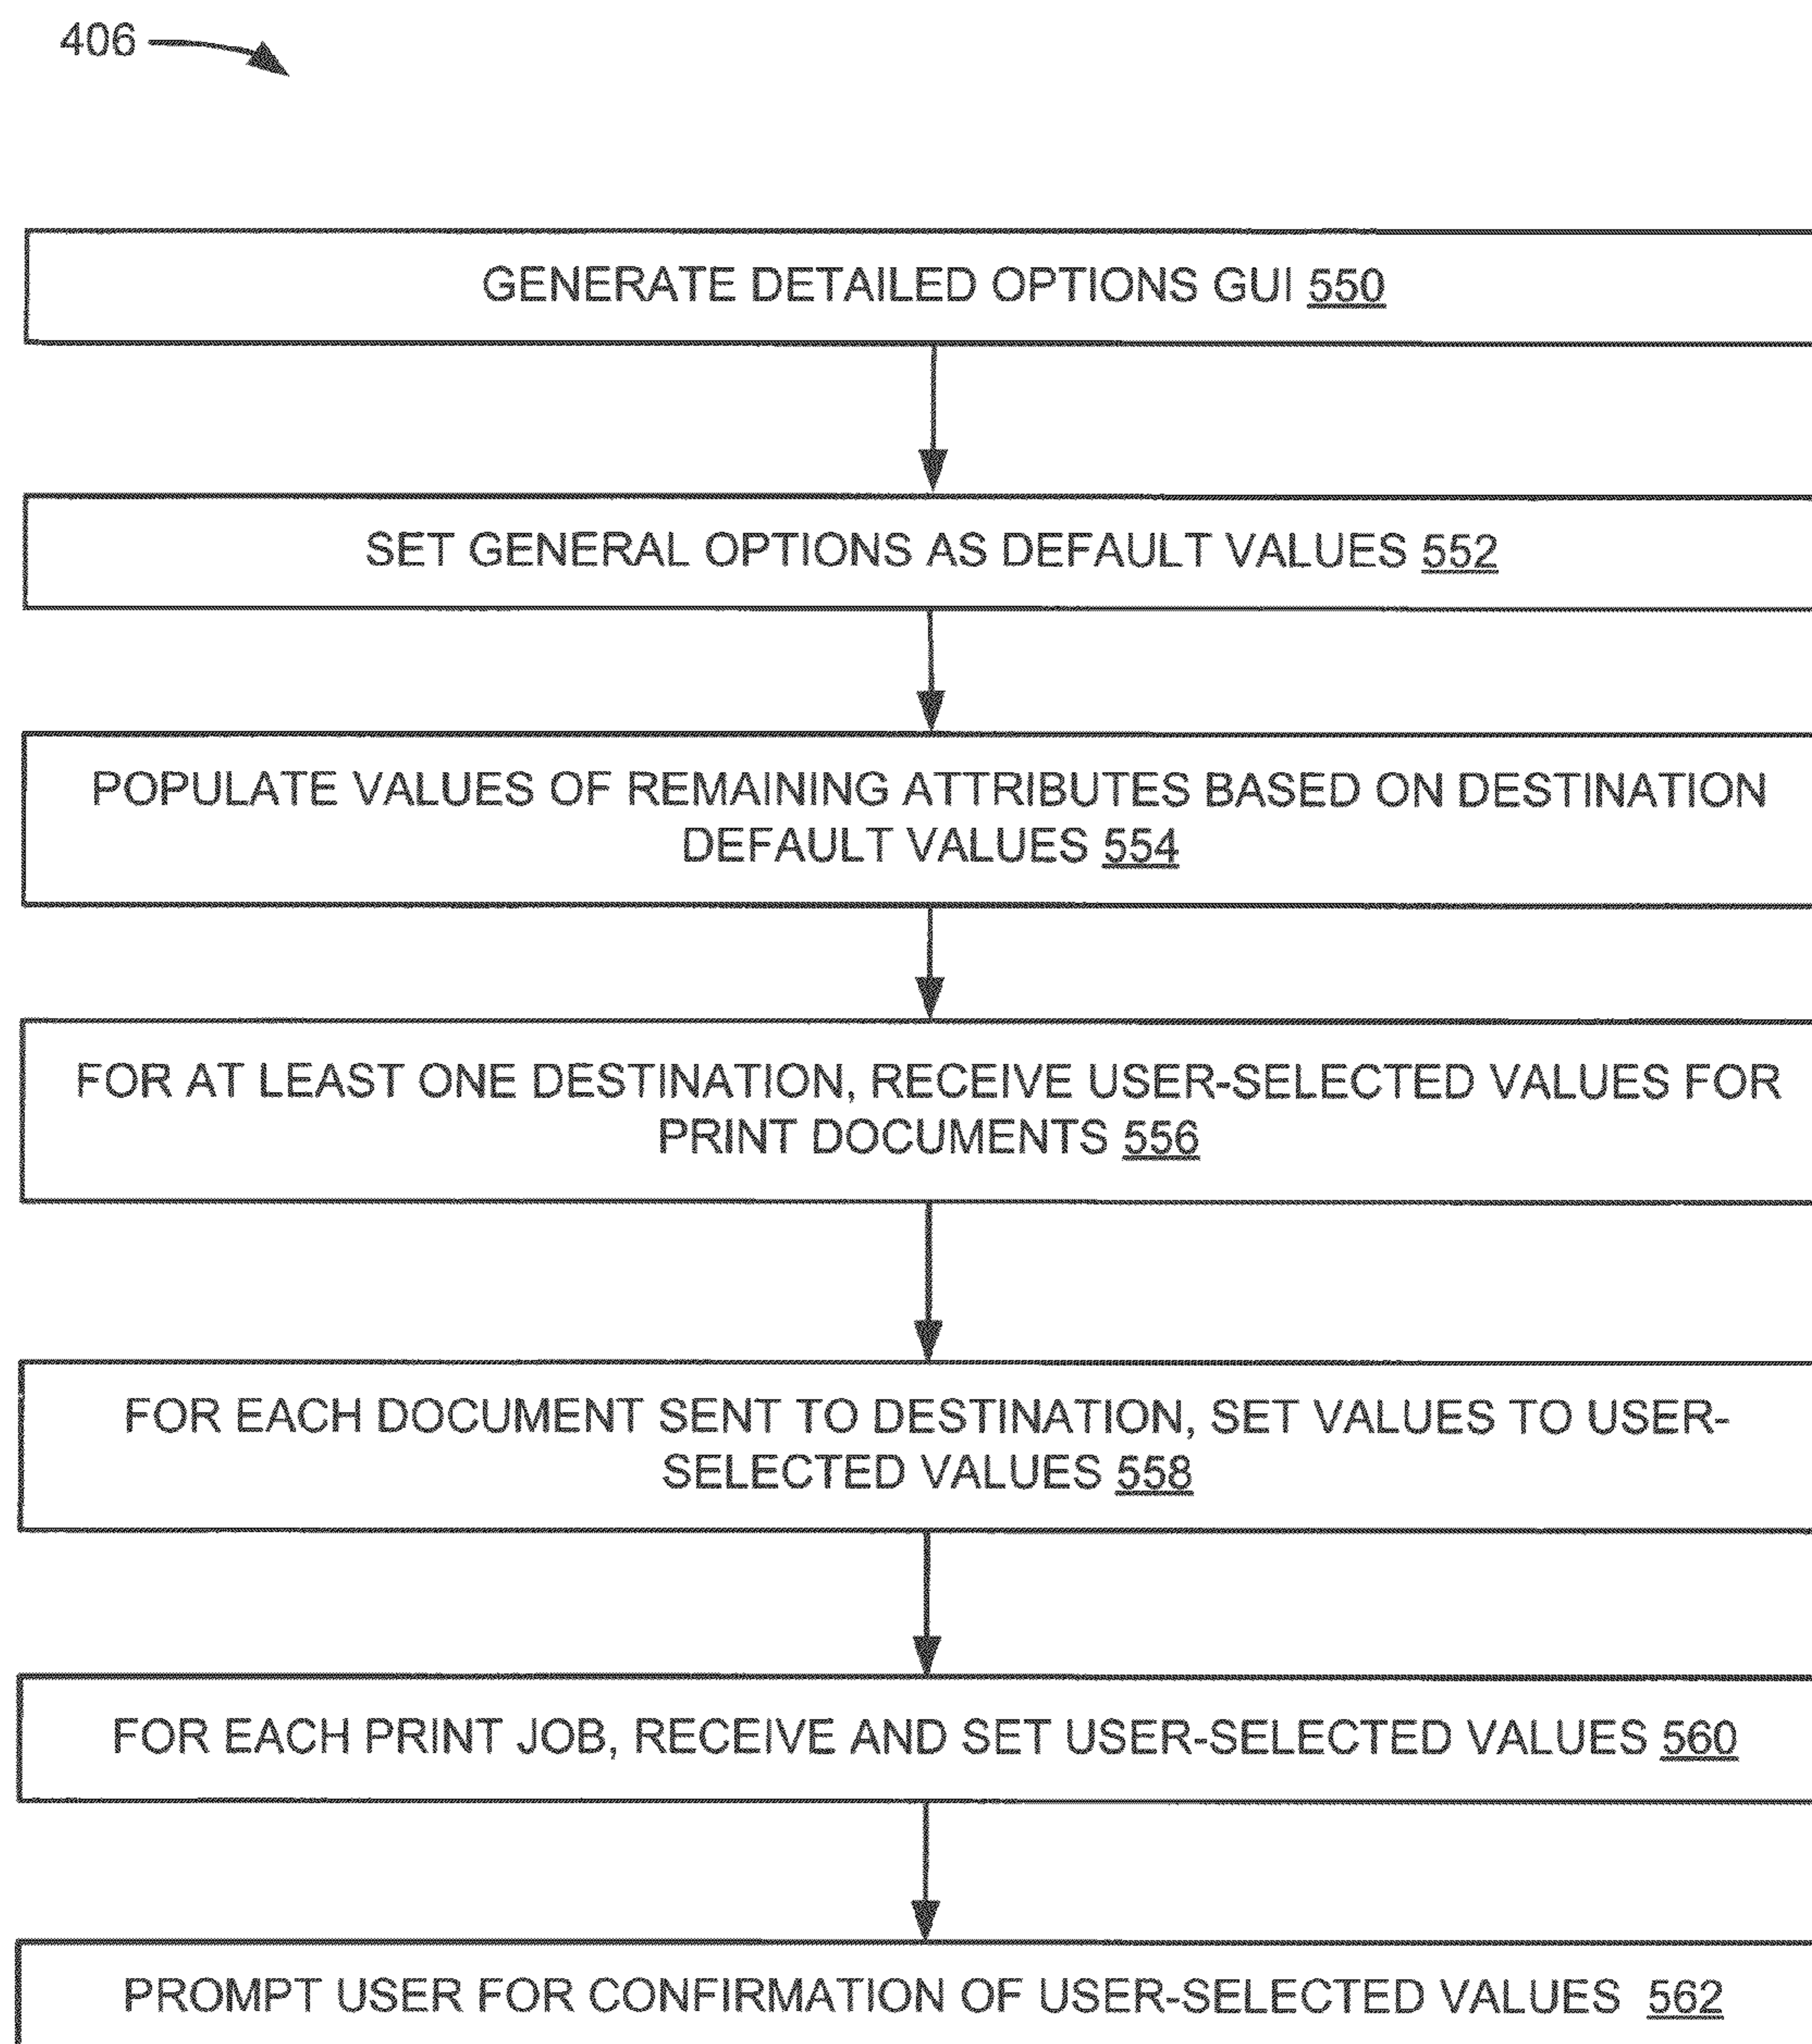 406
GENERATE DETAILED OPTIONS GUI 550
SET GENERAL OPTIONS AS DEFAULT VALUES 552
POPULATE VALUES OF REMAINING ATTRIBUTES BASED ON DESTINATION
DEFAULT VALUES 554
FOR AT LEAST ONE DESTINATION, RECEIVE USER-SELECTED VALUES FOR
PRINT DOCUMENTS 556
FOR EACH DOCUMENT SENT TO DESTINATION, SET VALUES TO USER-
SELECTED VALUES 558
FOR EACH PRINT JOB, RECEIVE AND SET USER-SELECTED VALUES 560
PROMPT USER FOR CONFIRMATION OF USER-SELECTED VALUES 562